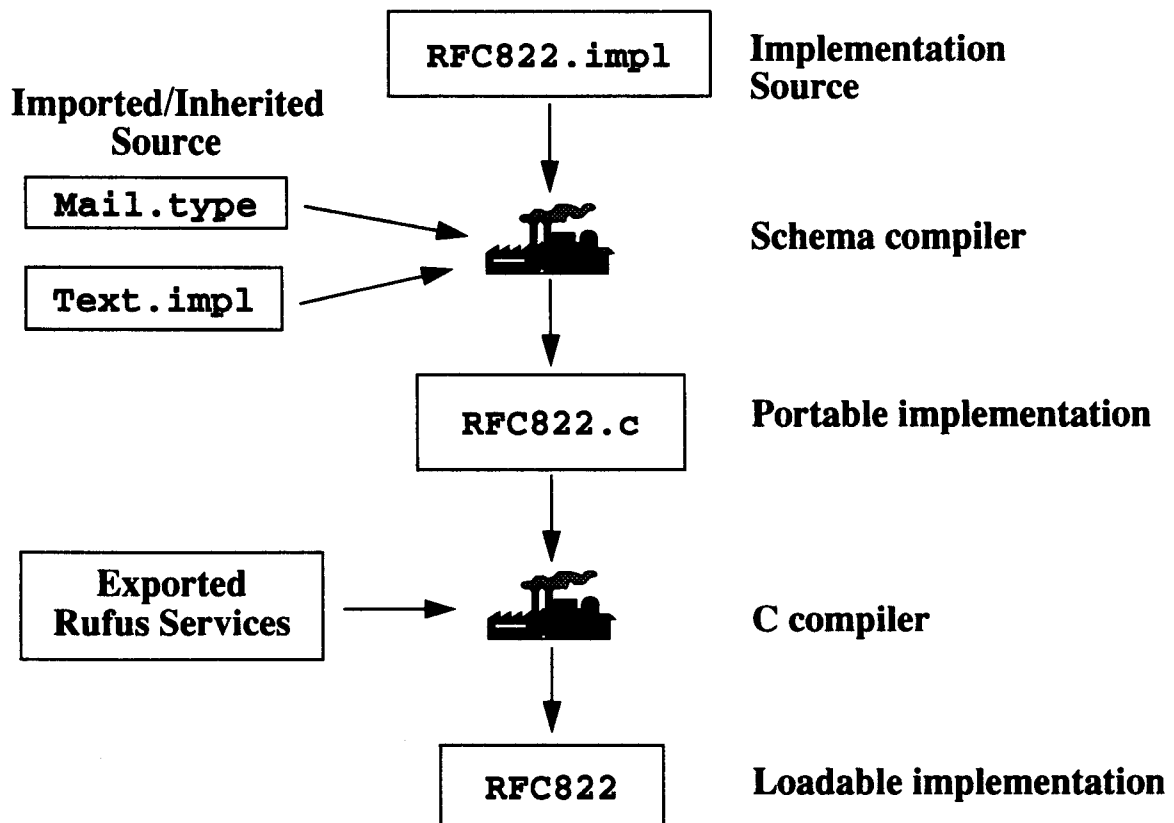 RFC822.impl
Implementation
Source
Imported/Inherited
Source
Mail.type
Text.impl
Schema compiler
RFC822.c
Portable implementation
Exported
Rufus Services
C compiler
RFC822
Loadable implementation